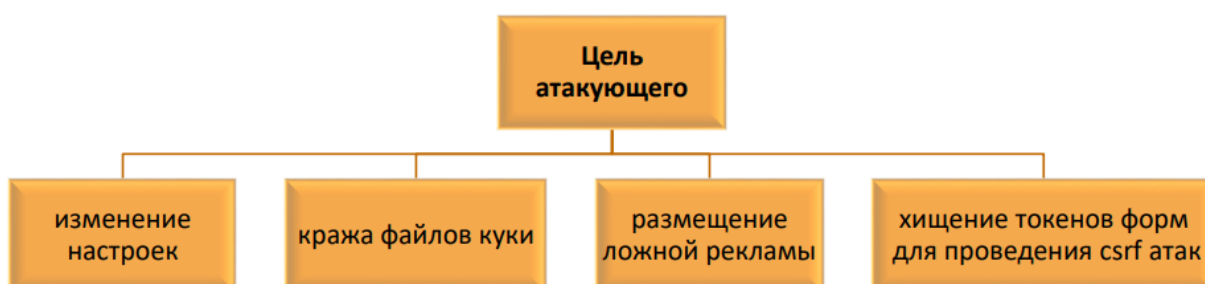 Цель
атакующего
изменение
настроек
кража файлов куки
размещение
ложной рекламы
хищение токенов форм
для проведения csrf атак